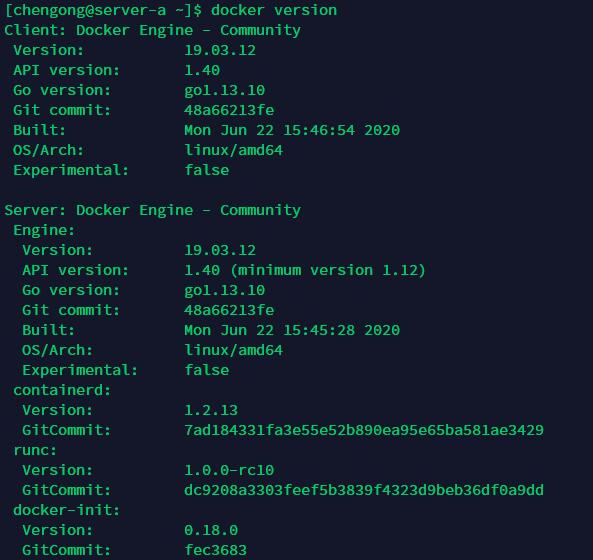 [chengong@server-a ~]$ docker version
Client: Docker Engine - Community
 Version:           19.03.12
 API version:       1.40
 Go version:        go1.13.10
 Git commit:        48a66213fe
 Built:             Mon Jun 22 15:46:54 2020
 OS/Arch:           linux/amd64
 Experimental:      false

Server: Docker Engine - Community
 Engine:
  Version:          19.03.12
  API version:      1.40 (minimum version 1.12)
  Go version:       go1.13.10
  Git commit:       48a66213fe
  Built:            Mon Jun 22 15:45:28 2020
  OS/Arch:          linux/amd64
  Experimental:     false
 containerd:
  Version:          1.2.13
  GitCommit:        7ad184331fa3e55e52b890ea95e65ba581ae3429
 runc:
  Version:          1.0.0-rc10
  GitCommit:        dc9208a3303feef5b3839f4323d9beb36df0a9dd
 docker-init:
  Version:          0.18.0
  GitCommit:        fec3683